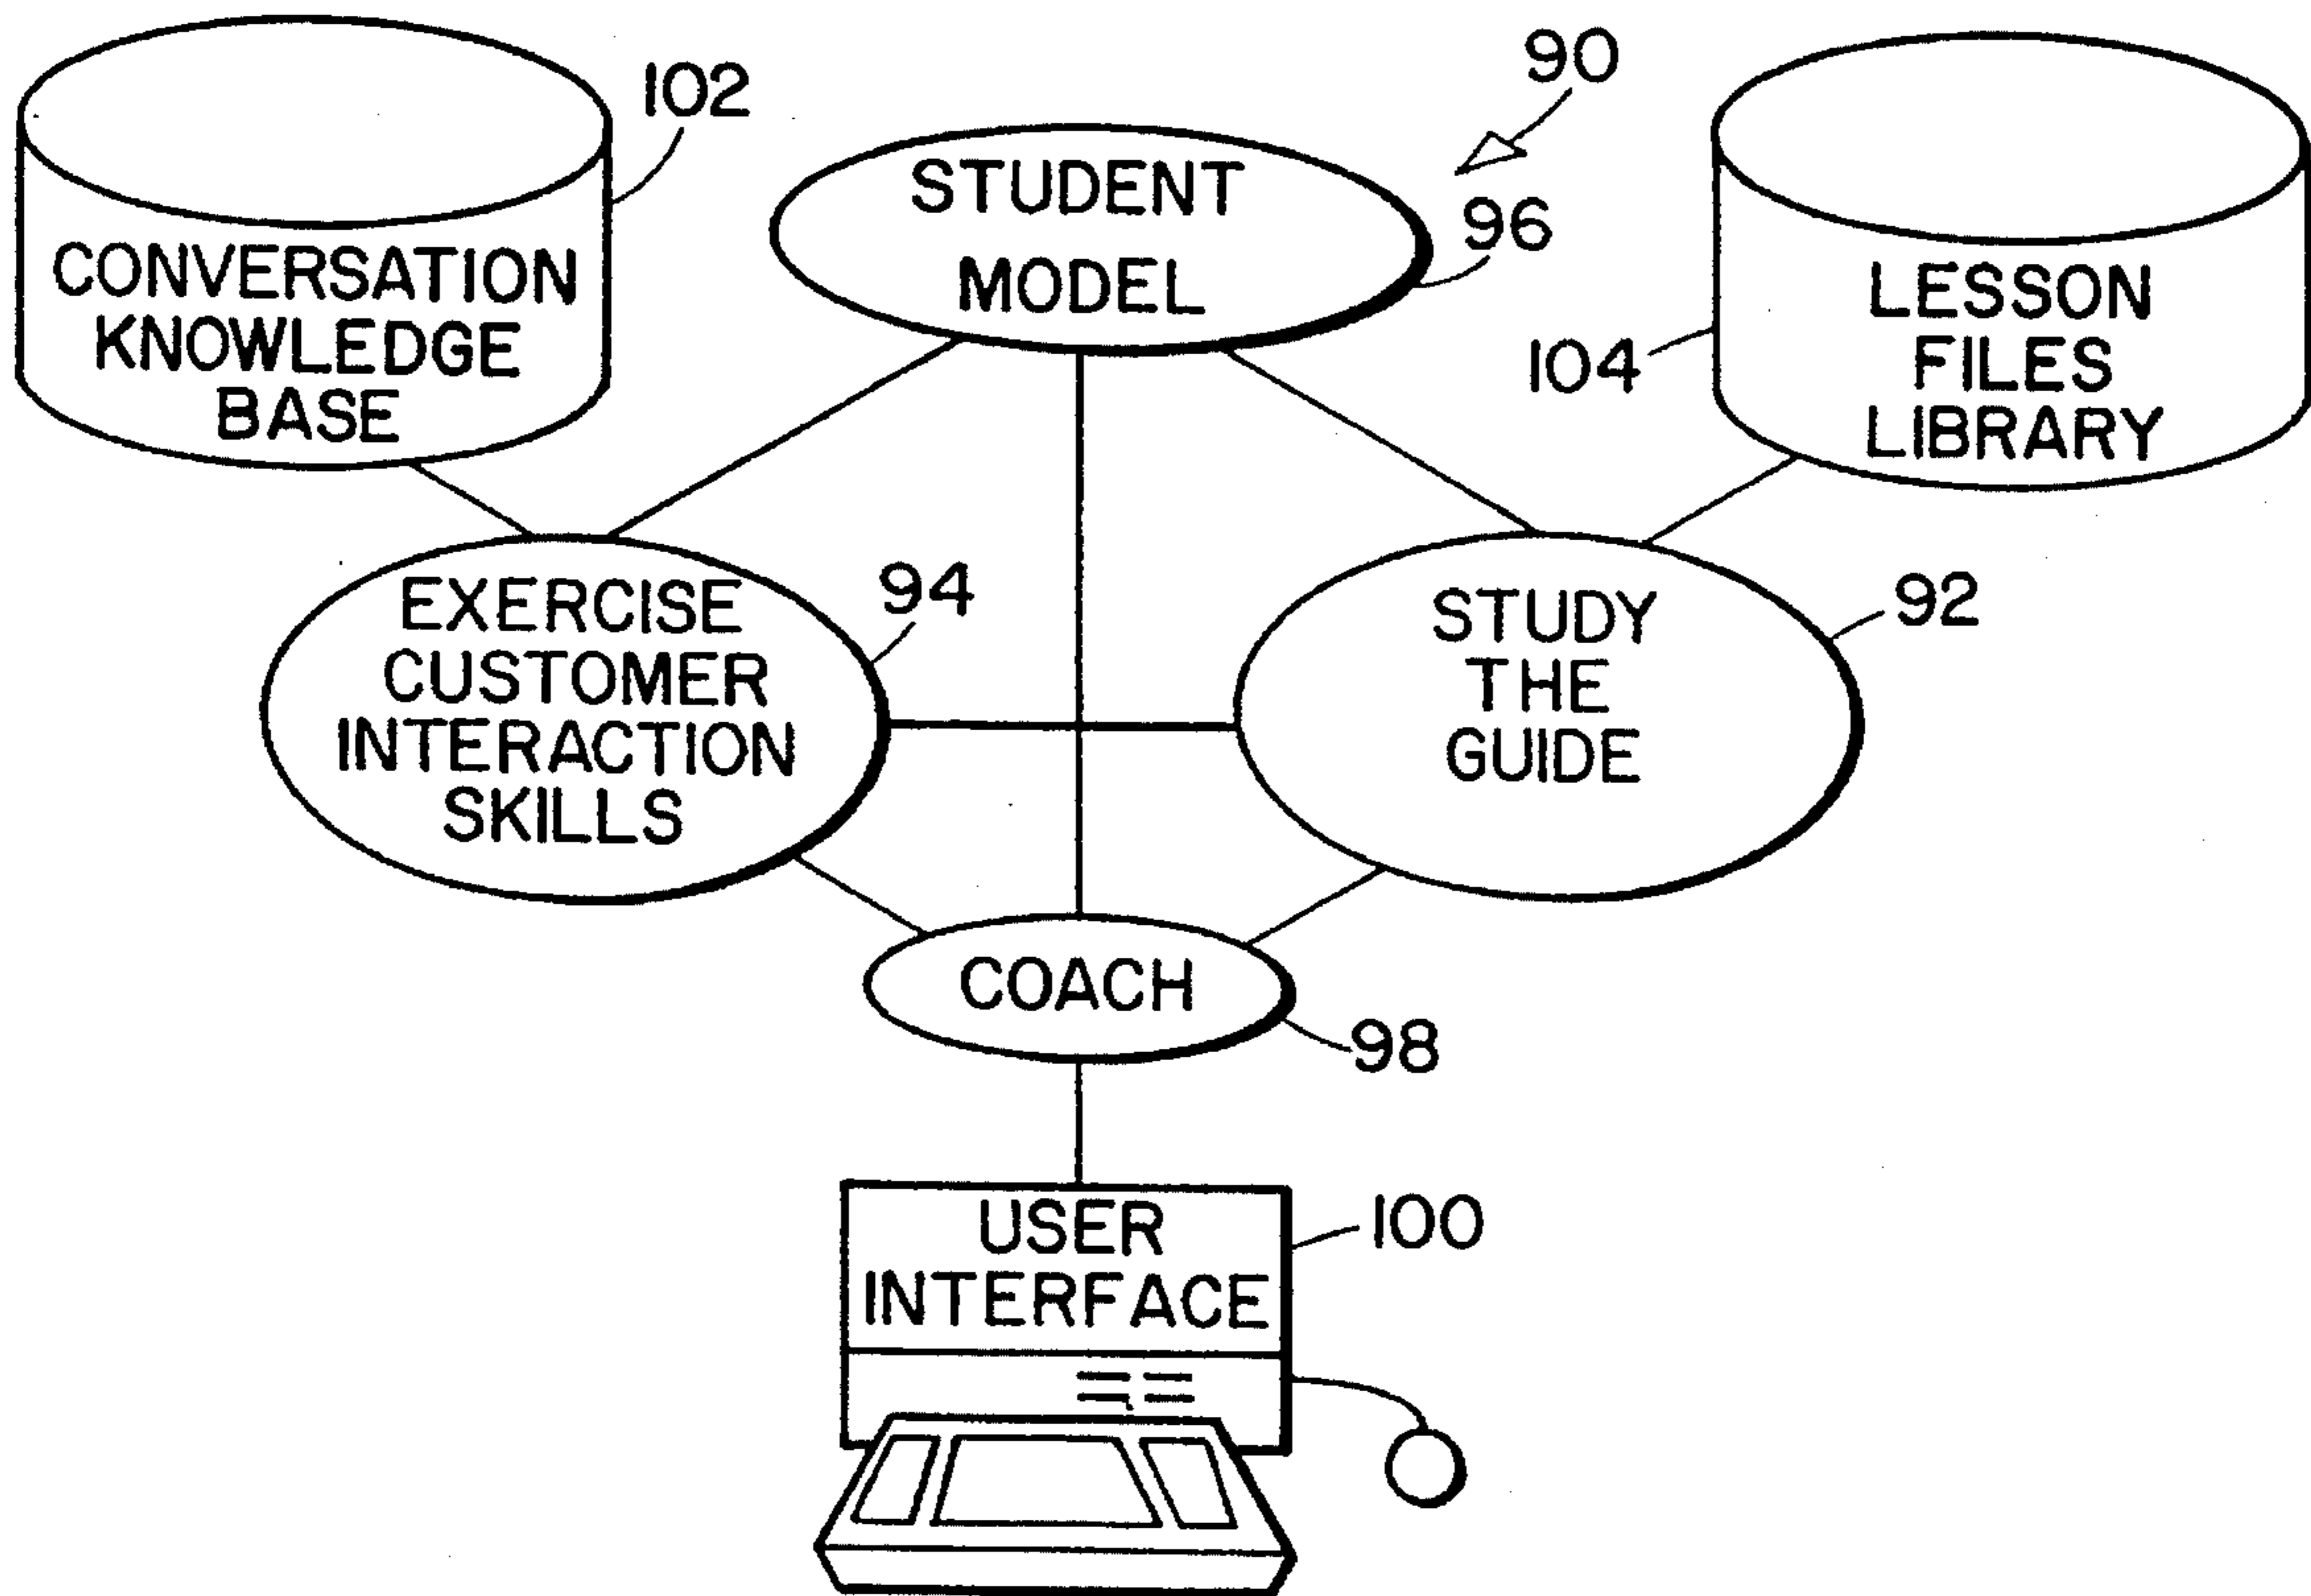 102
90
STUDENT
MODEL
96
CONVERSATION
KNOWLEDGE
BASE
LESSON
FILES
LIBRARY
104
EXERCISE
CUSTOMER
INTERACTION
SKILLS
94
STUDY
THE
GUIDE
92
COACH
98
USER
INTERFACE
100